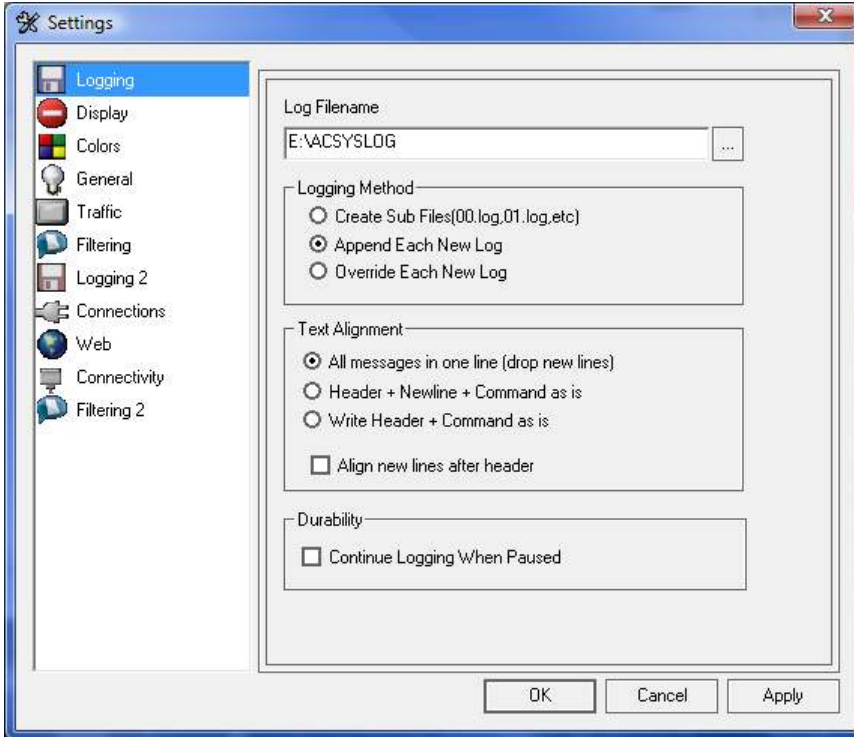 Settings
Logging
Display
Colors
General
Traffic
Filtering
Logging 2
Connections
Web
Connectivity
Filtering 2
Log Filename
E:\ACSYSLOG
...
Logging Method
Create Sub Files(00.log,01.log,etc)
Append Each New Log
Override Each New Log
Text Alignment
All messages in one line (drop new lines)
Header + Newline + Command as is
Write Header + Command as is
Align new lines after header
Durability
Continue Logging When Paused
OK
Cancel
Apply